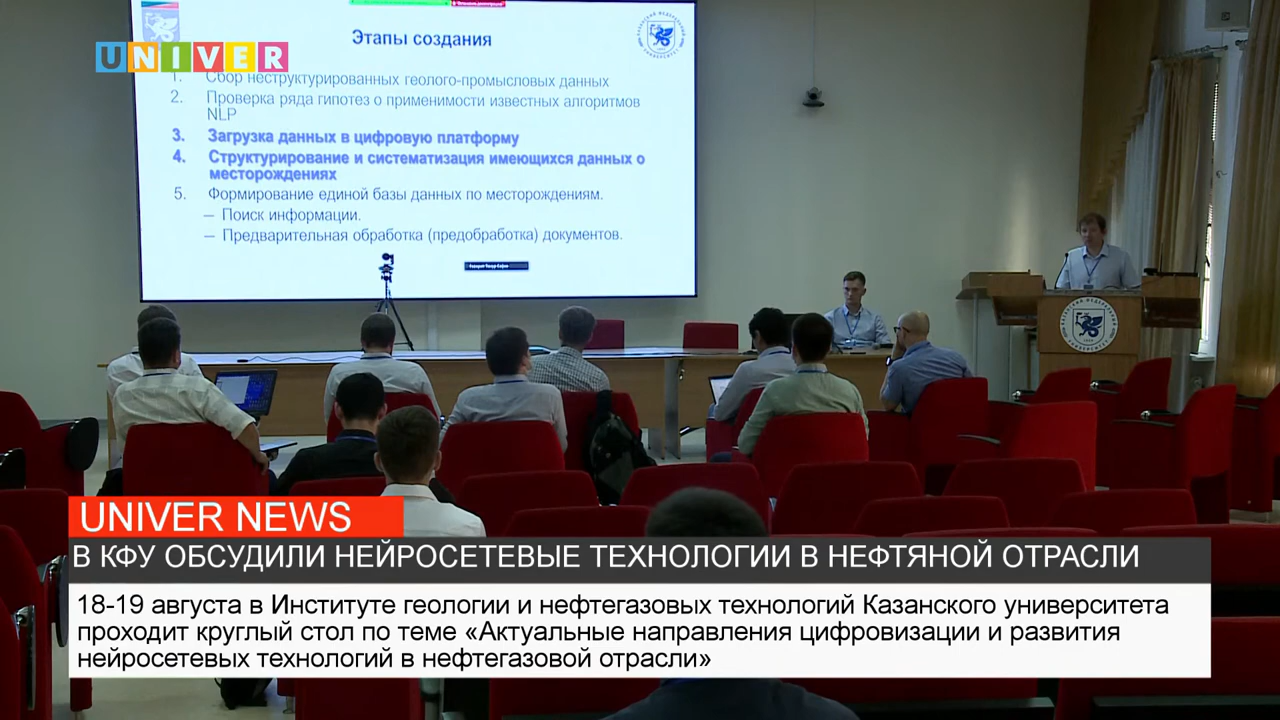 UNIVER
Этапы создания
1. Сбор неструктурированных геолого-промысловых данных
2. Проверка ряда гипотез о применимости известных алгоритмов
NLP
3. Загрузка данных в цифровую платформу
4. Структурирование и систематизация имеющихся данных о
месторождениях
5. Формирование единой базы данных по месторождениям.
– Поиск информации.
– Предварительная обработка (предобработка) документов.
UNIVER NEWS
В КФУ ОБСУДИЛИ НЕЙРОСЕТЕВЫЕ ТЕХНОЛОГИИ В НЕФТЯНОЙ ОТРАСЛИ
18-19 августа в Институте геологии и нефтегазовых технологий Казанского университета
проходит круглый стол по теме «Актуальные направления цифровизации и развития
нейросетевых технологий в нефтегазовой отрасли»